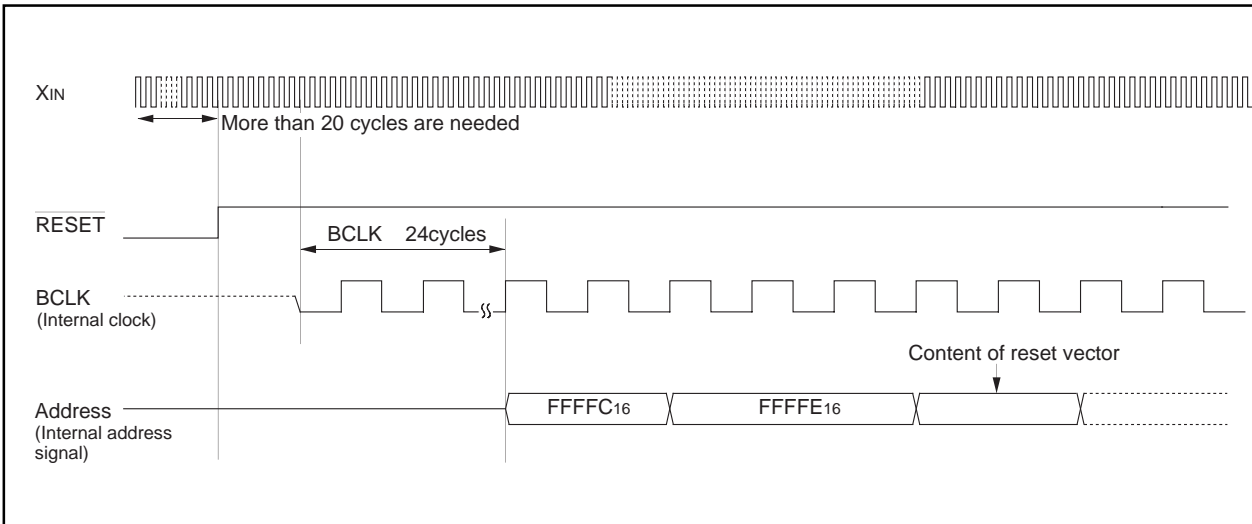 XIN
More than 20 cycles are needed
RESET
BCLK 24cycles
BCLK
(Internal clock)
Content of reset vector
Address
(Internal address
signal)
FFFFC16
FFFFE16